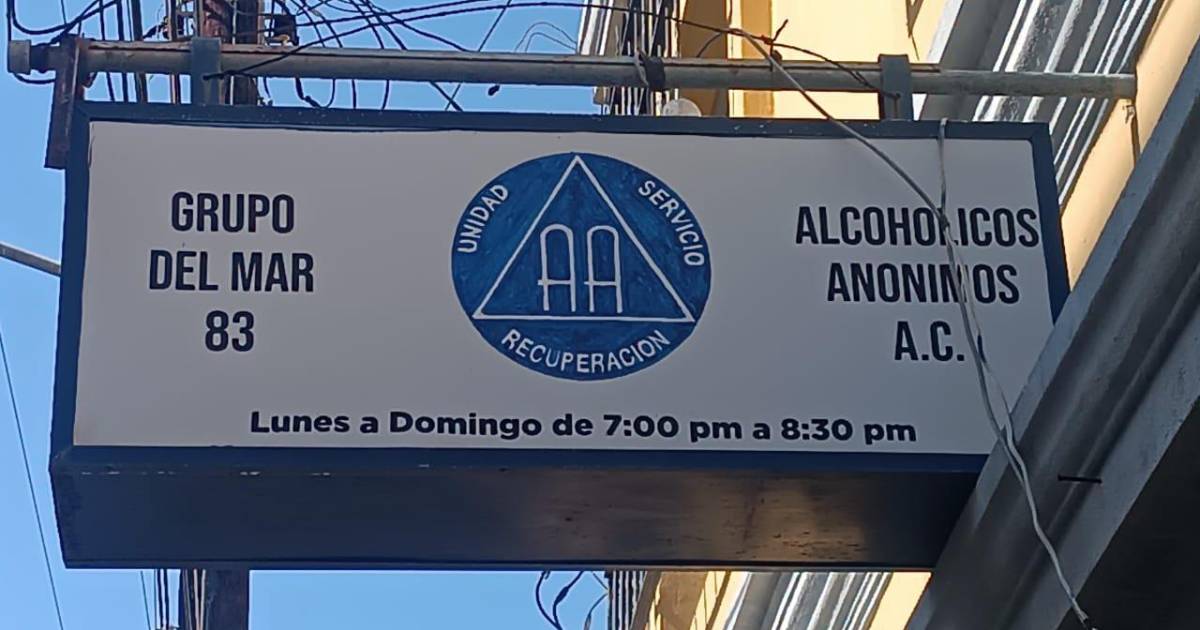 GRUPO
DEL MAR
83
UNIDAD
SERVICIO
AA
RECUPERACION
ALCOHOLICOS
ANONIMOS
A.C.
Lunes a Domingo de 7:00 pm a 8:30 pm